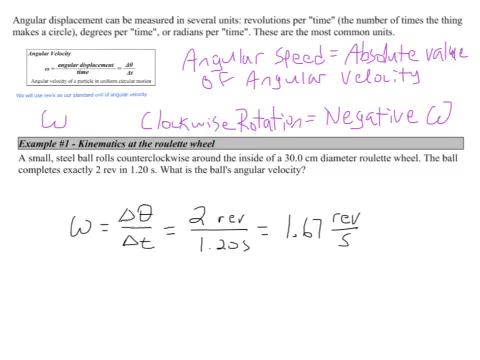 Angular displacement can be measured in several units: revolutions per "time" (the number of times the thing
makes a circle), degrees per "time", or radians per "time". These are the most common units.
Angular Velocity
ω = angular displacement / time = Δθ / Δt
Angular velocity of a particle in uniform circular motion
We will use rev/s as our standard unit of angular velocity
Angular Speed = Absolute value
of Angular Velocity
ω Clockwise Rotation = Negative ω
Example #1 - Kinematics at the roulette wheel
A small, steel ball rolls counterclockwise around the inside of a 30.0 cm diameter roulette wheel. The ball
completes exactly 2 rev in 1.20 s. What is the ball's angular velocity?
ω = Δθ / Δt = 2 rev / 1.20s = 1.67 rev / s